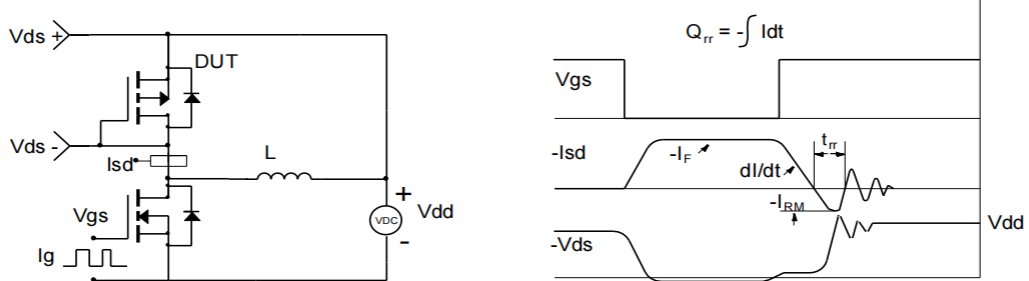 Vds +
DUT
Vds -
Isd
L
Vgs
Ig
+
VDC
-
Vdd
Qrr = -∫ Idt
Vgs
-Isd
-IF
dI/dt
trr
-IRM
Vdd
-Vds